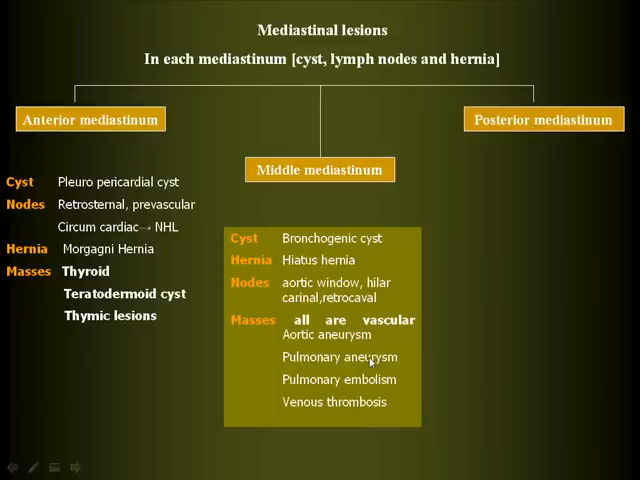 Mediastinal lesions
In each mediastinum [cyst, lymph nodes and hernia]
Anterior mediastinum
Cyst Pleuro pericardial cyst
Nodes Retrosternal, prevascular
Circum cardiac→ NHL
Hernia Morgagni Hernia
Masses Thyroid
Teratodermoid cyst
Thymic lesions
Middle mediastinum
Cyst Bronchogenic cyst
Hernia Hiatus hernia
Nodes aortic window, hilar
carinal,retrocaval
Masses all are vascular
Aortic aneurysm
Pulmonary aneurysm
Pulmonary embolism
Venous thrombosis
Posterior mediastinum